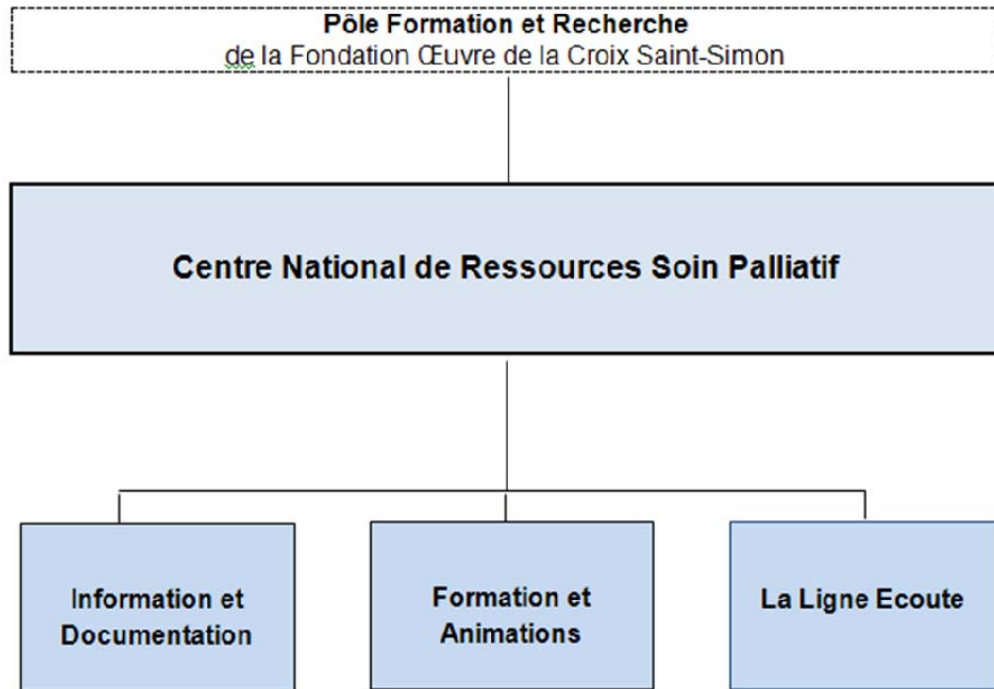 Pôle Formation et Recherche
de la Fondation Œuvre de la Croix Saint-Simon
Centre National de Ressources Soin Palliatif
Information et
Documentation
Formation et
Animations
La Ligne Ecoute